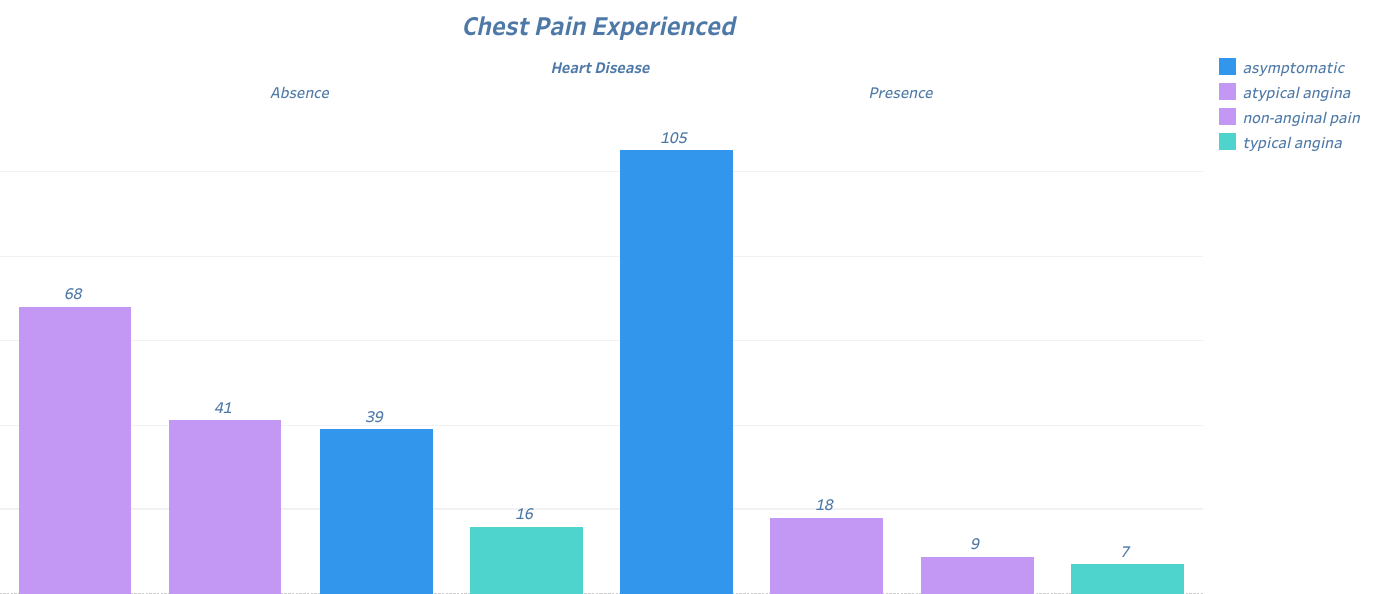 Chest Pain Experienced
Heart Disease
Absence
Presence
asymptomatic
atypical angina
non-anginal pain
typical angina
68
41
39
16
105
18
9
7